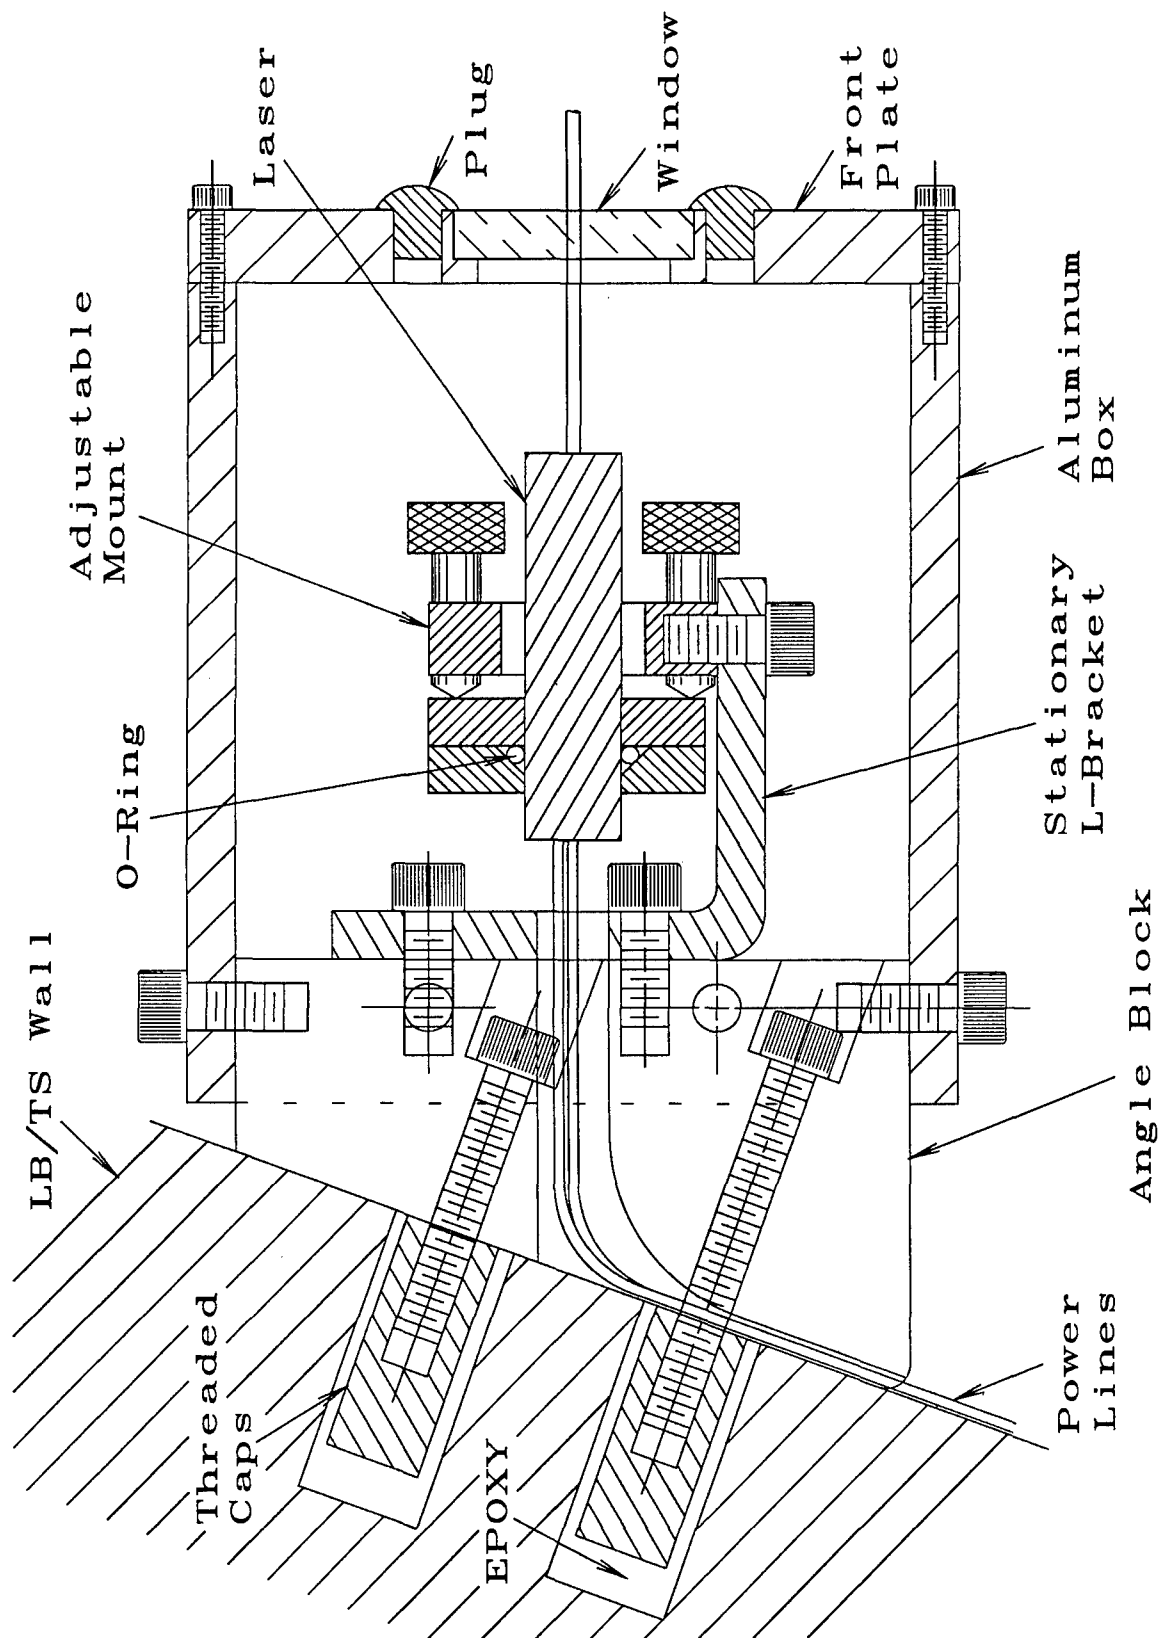 Laser
Plug
Window
Front
Plate
Adjustable
Mount
Aluminum
Box
O-Ring
Stationary
L-Bracket
LB/TS Wall
Angle Block
Threaded
Caps
EPOXY
Power
Lines